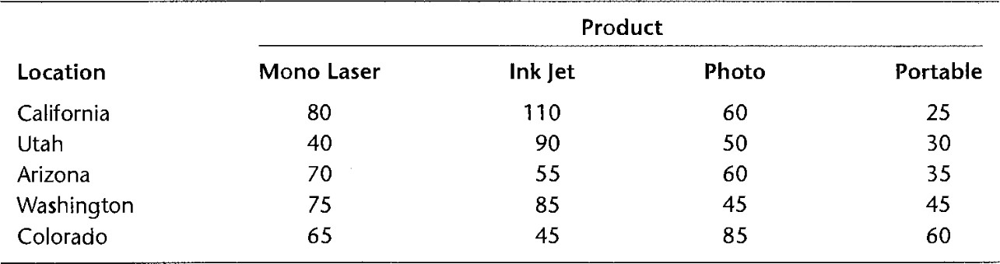 Product
Location Mono Laser Ink Jet Photo Portable
California 80 110 60 25
Utah 40 90 50 30
Arizona 70 55 60 35
Washington 75 85 45 45
Colorado 65 45 85 60